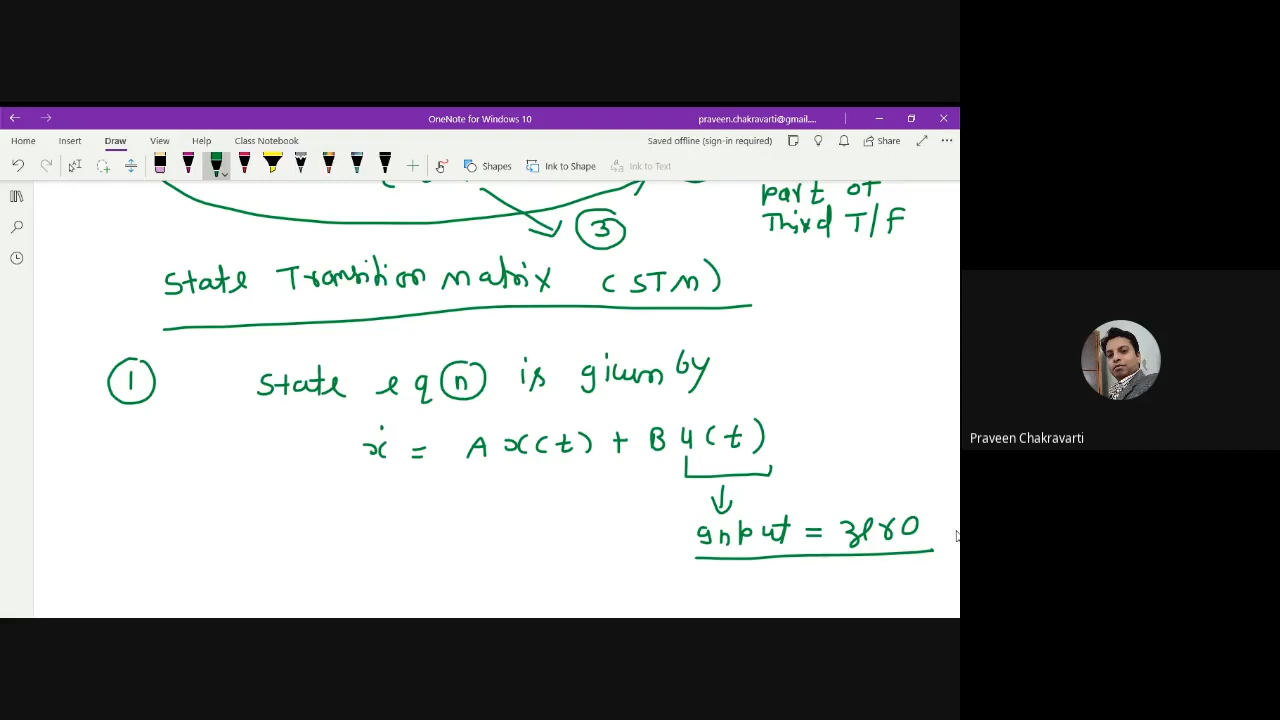 OneNote for Windows 10
praveen.chakravarti@gmail....
Home Insert Draw View Help Class Notebook
Saved offline (sign-in required)
Share
Shapes
Ink to Shape
Ink to Text
part of
Third T/F
3
State Transition matrix (STM)
1 State eq n is given by
ẋ = A x(t) + B u(t)
↓
Input = zero
Praveen Chakravarti